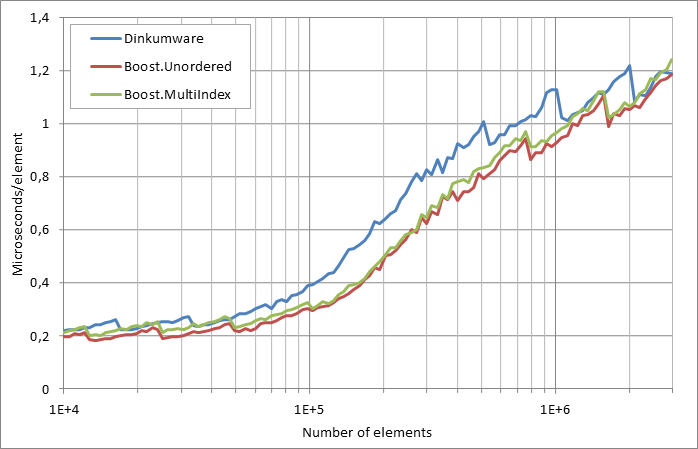 1,4
1,2
1
0,8
0,6
0,4
0,2
0
Microseconds/element
Dinkumware
Boost.Unordered
Boost.MultiIndex
1E+4
1E+5
1E+6
Number of elements